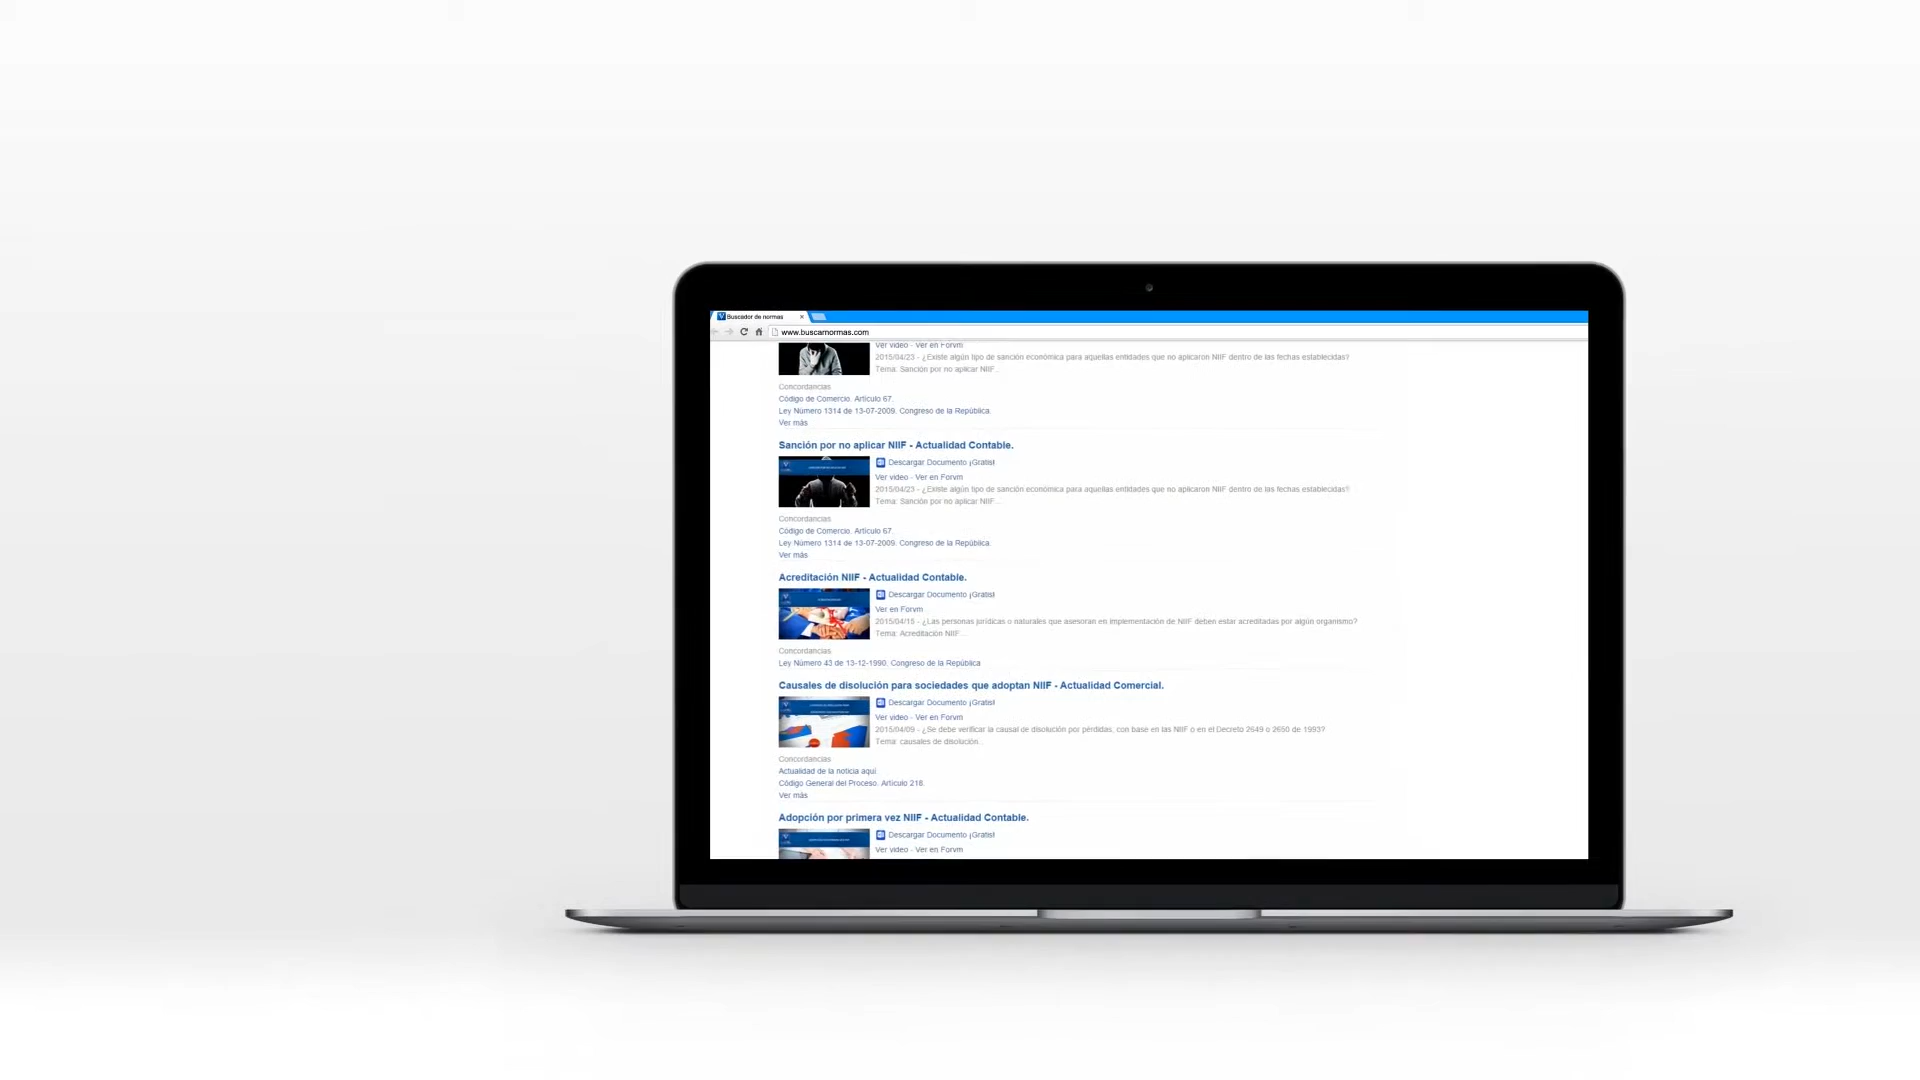 Buscador de normas
www.buscarnormas.com
Ver video - Ver en Forvm
2015/04/23 - ¿Existe algún tipo de sanción económica para aquellas entidades que no aplicaron NIIF dentro de las fechas establecidas?
Tema: Sanción por no aplicar NIIF...
Concordancias
Código de Comercio. Artículo 67.
Ley Número 1314 de 13-07-2009. Congreso de la República.
Ver más
Sanción por no aplicar NIIF - Actualidad Contable.
Descargar Documento ¡Gratis!
Ver video - Ver en Forvm
2015/04/23 - ¿Existe algún tipo de sanción económica para aquellas entidades que no aplicaron NIIF dentro de las fechas establecidas?
Tema: Sanción por no aplicar NIIF...
Concordancias
Código de Comercio. Artículo 67.
Ley Número 1314 de 13-07-2009. Congreso de la República.
Ver más
Acreditación NIIF - Actualidad Contable.
Descargar Documento ¡Gratis!
Ver en Forvm
2015/04/15 - ¿Las personas jurídicas o naturales que asesoran en implementación de NIIF deben estar acreditadas por algún organismo?
Tema: Acreditación NIIF...
Concordancias
Ley Número 43 de 13-12-1990. Congreso de la República
Causales de disolución para sociedades que adoptan NIIF - Actualidad Comercial.
Descargar Documento ¡Gratis!
Ver video - Ver en Forvm
2015/04/09 - ¿Se debe verificar la causal de disolución por pérdidas, con base en las NIIF o en el Decreto 2649 o 2650 de 1993?
Tema: causales de disolución...
Concordancias
Actualidad de la noticia aquí
Código General del Proceso. Artículo 218.
Ver más
Adopción por primera vez NIIF - Actualidad Contable.
Descargar Documento ¡Gratis!
Ver video - Ver en Forvm